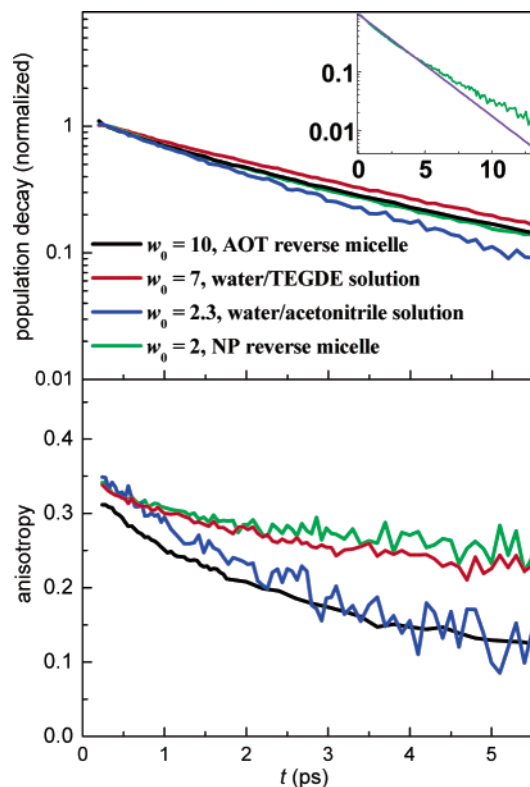 population decay (normalized)
1
0.1
0.01
0.1
0.01
0 5 10
w₀ = 10, AOT reverse micelle
w₀ = 7, water/TEGDE solution
w₀ = 2.3, water/acetonitrile solution
w₀ = 2, NP reverse micelle
anisotropy
0.4
0.3
0.2
0.1
0.0
0 1 2 3 4 5
t (ps)